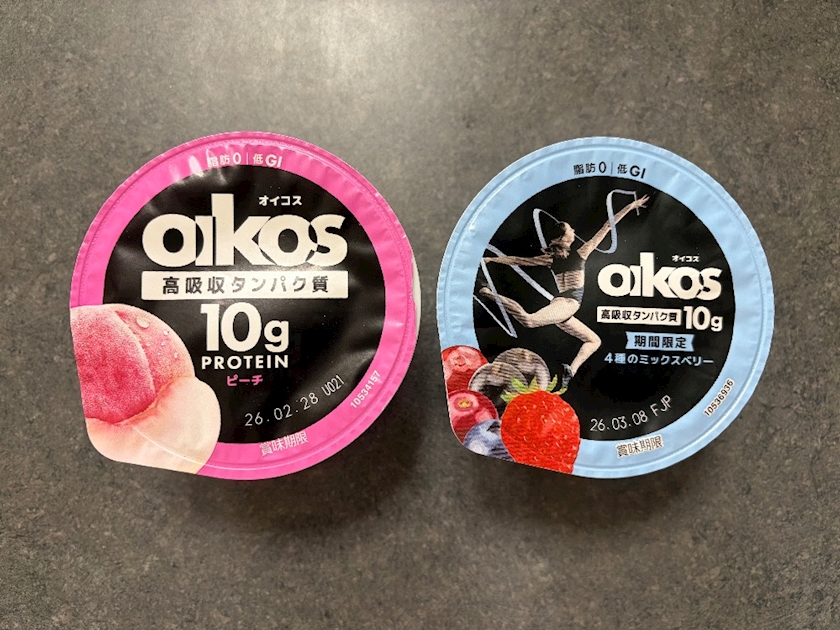 脂肪0|低GI
オイコス
oikos
高吸収タンパク質
10g
PROTEIN
ピーチ
26.02.28 U021
10534157
賞味期限
脂肪0|低GI
オイコス
oikos
高吸収タンパク質 10g
期間限定
4種のミックスベリー
26.03.08 FJP
10536936
賞味期限